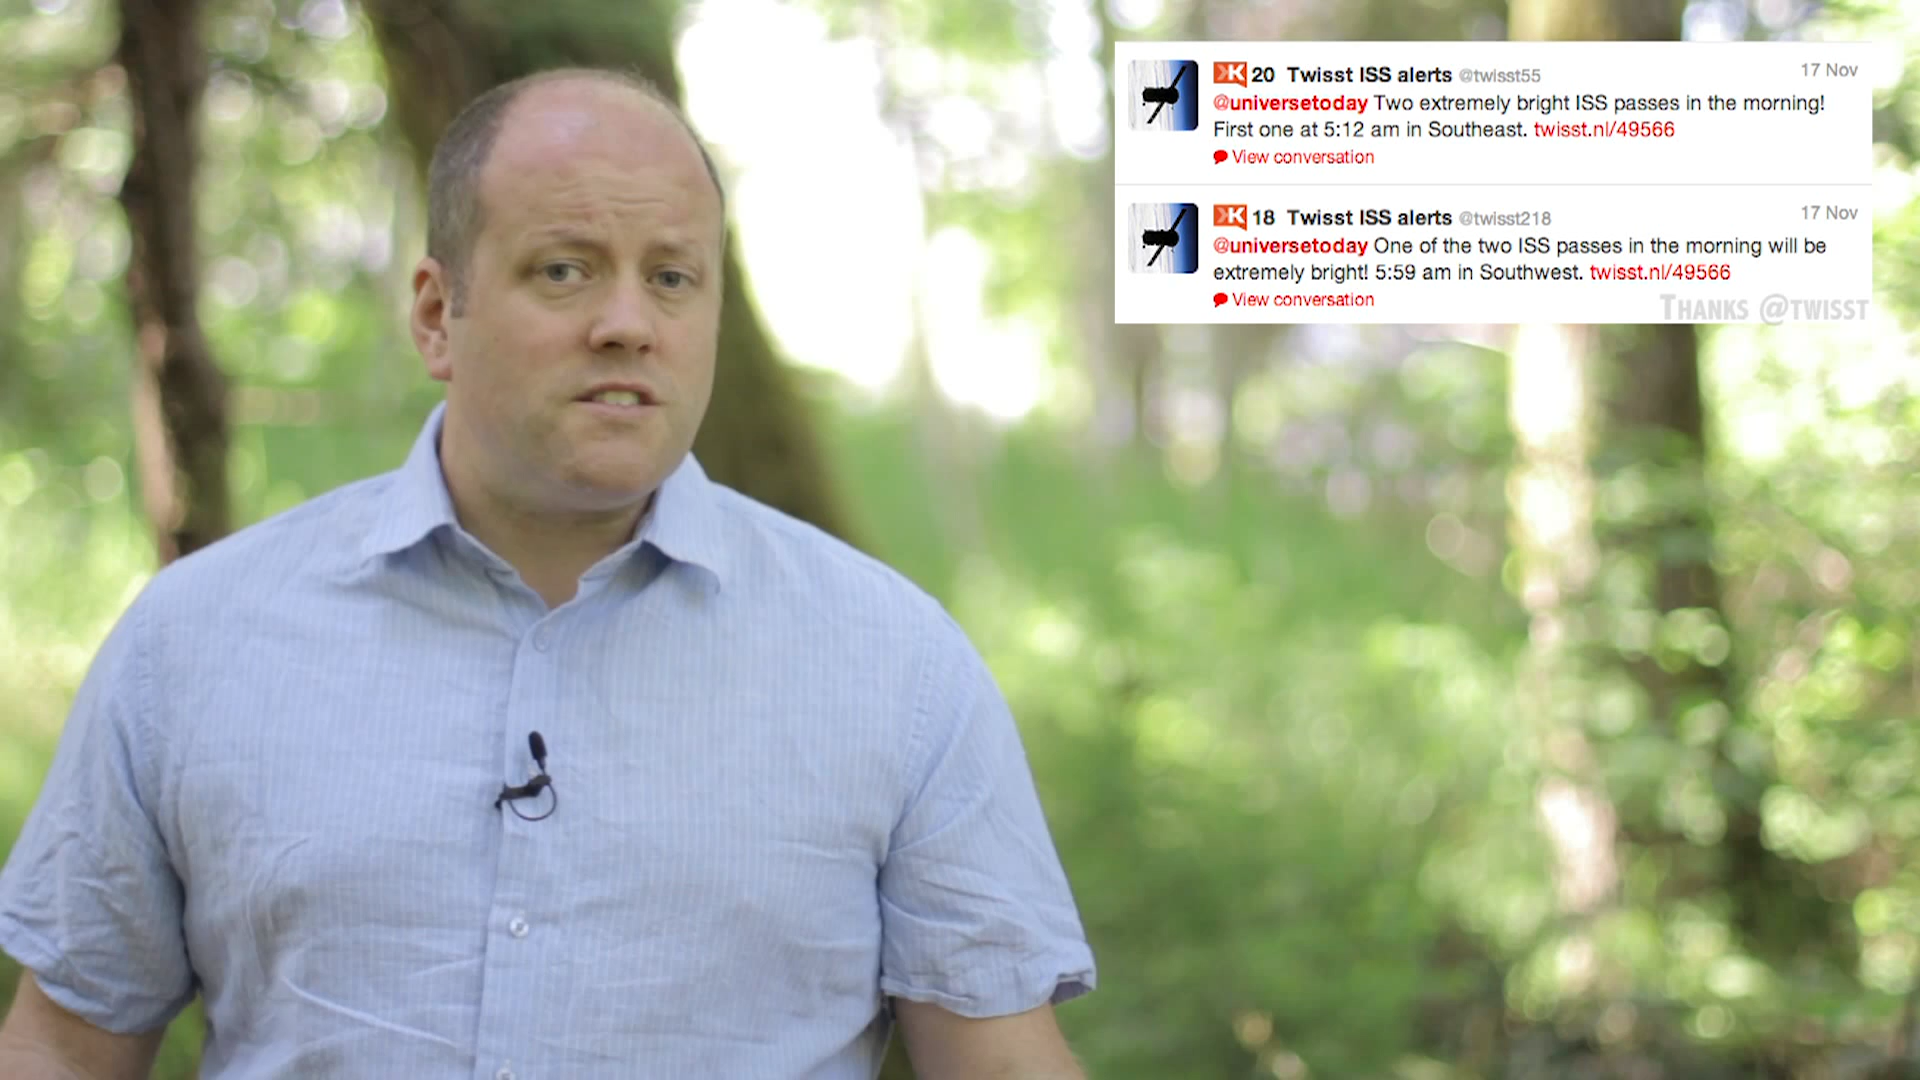 K 20 Twisst ISS alerts @twisst55 17 Nov
@universetoday Two extremely bright ISS passes in the morning!
First one at 5:12 am in Southeast. twisst.nl/49566
View conversation
K 18 Twisst ISS alerts @twisst218 17 Nov
@universetoday One of the two ISS passes in the morning will be
extremely bright! 5:59 am in Southwest. twisst.nl/49566
View conversation
THANKS @TWISST